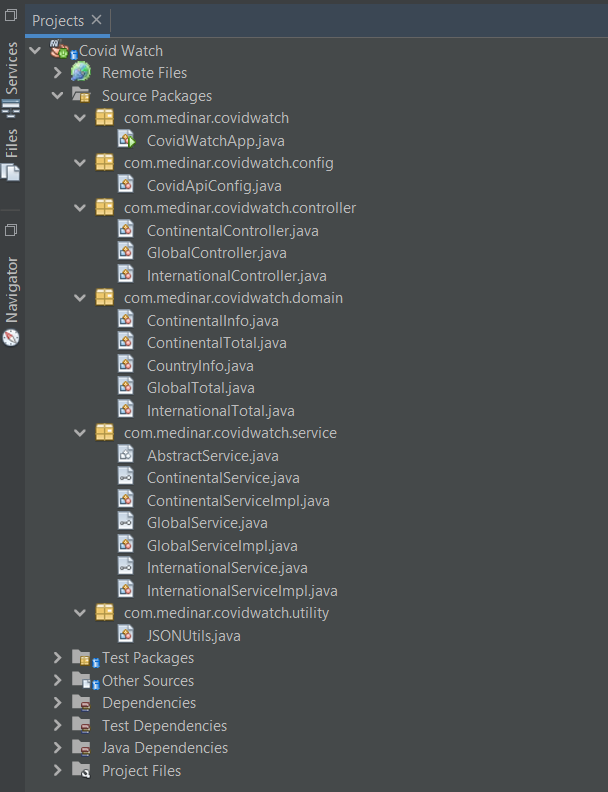 Projects
Services
Files
Navigator
Covid Watch
Remote Files
Source Packages
com.medinar.covidwatch
CovidWatchApp.java
com.medinar.covidwatch.config
CovidApiConfig.java
com.medinar.covidwatch.controller
ContinentalController.java
GlobalController.java
InternationalController.java
com.medinar.covidwatch.domain
ContinentalInfo.java
ContinentalTotal.java
CountryInfo.java
GlobalTotal.java
InternationalTotal.java
com.medinar.covidwatch.service
AbstractService.java
ContinentalService.java
ContinentalServiceImpl.java
GlobalService.java
GlobalServiceImpl.java
InternationalService.java
InternationalServiceImpl.java
com.medinar.covidwatch.utility
JSONUtils.java
Test Packages
Other Sources
Dependencies
Test Dependencies
Java Dependencies
Project Files